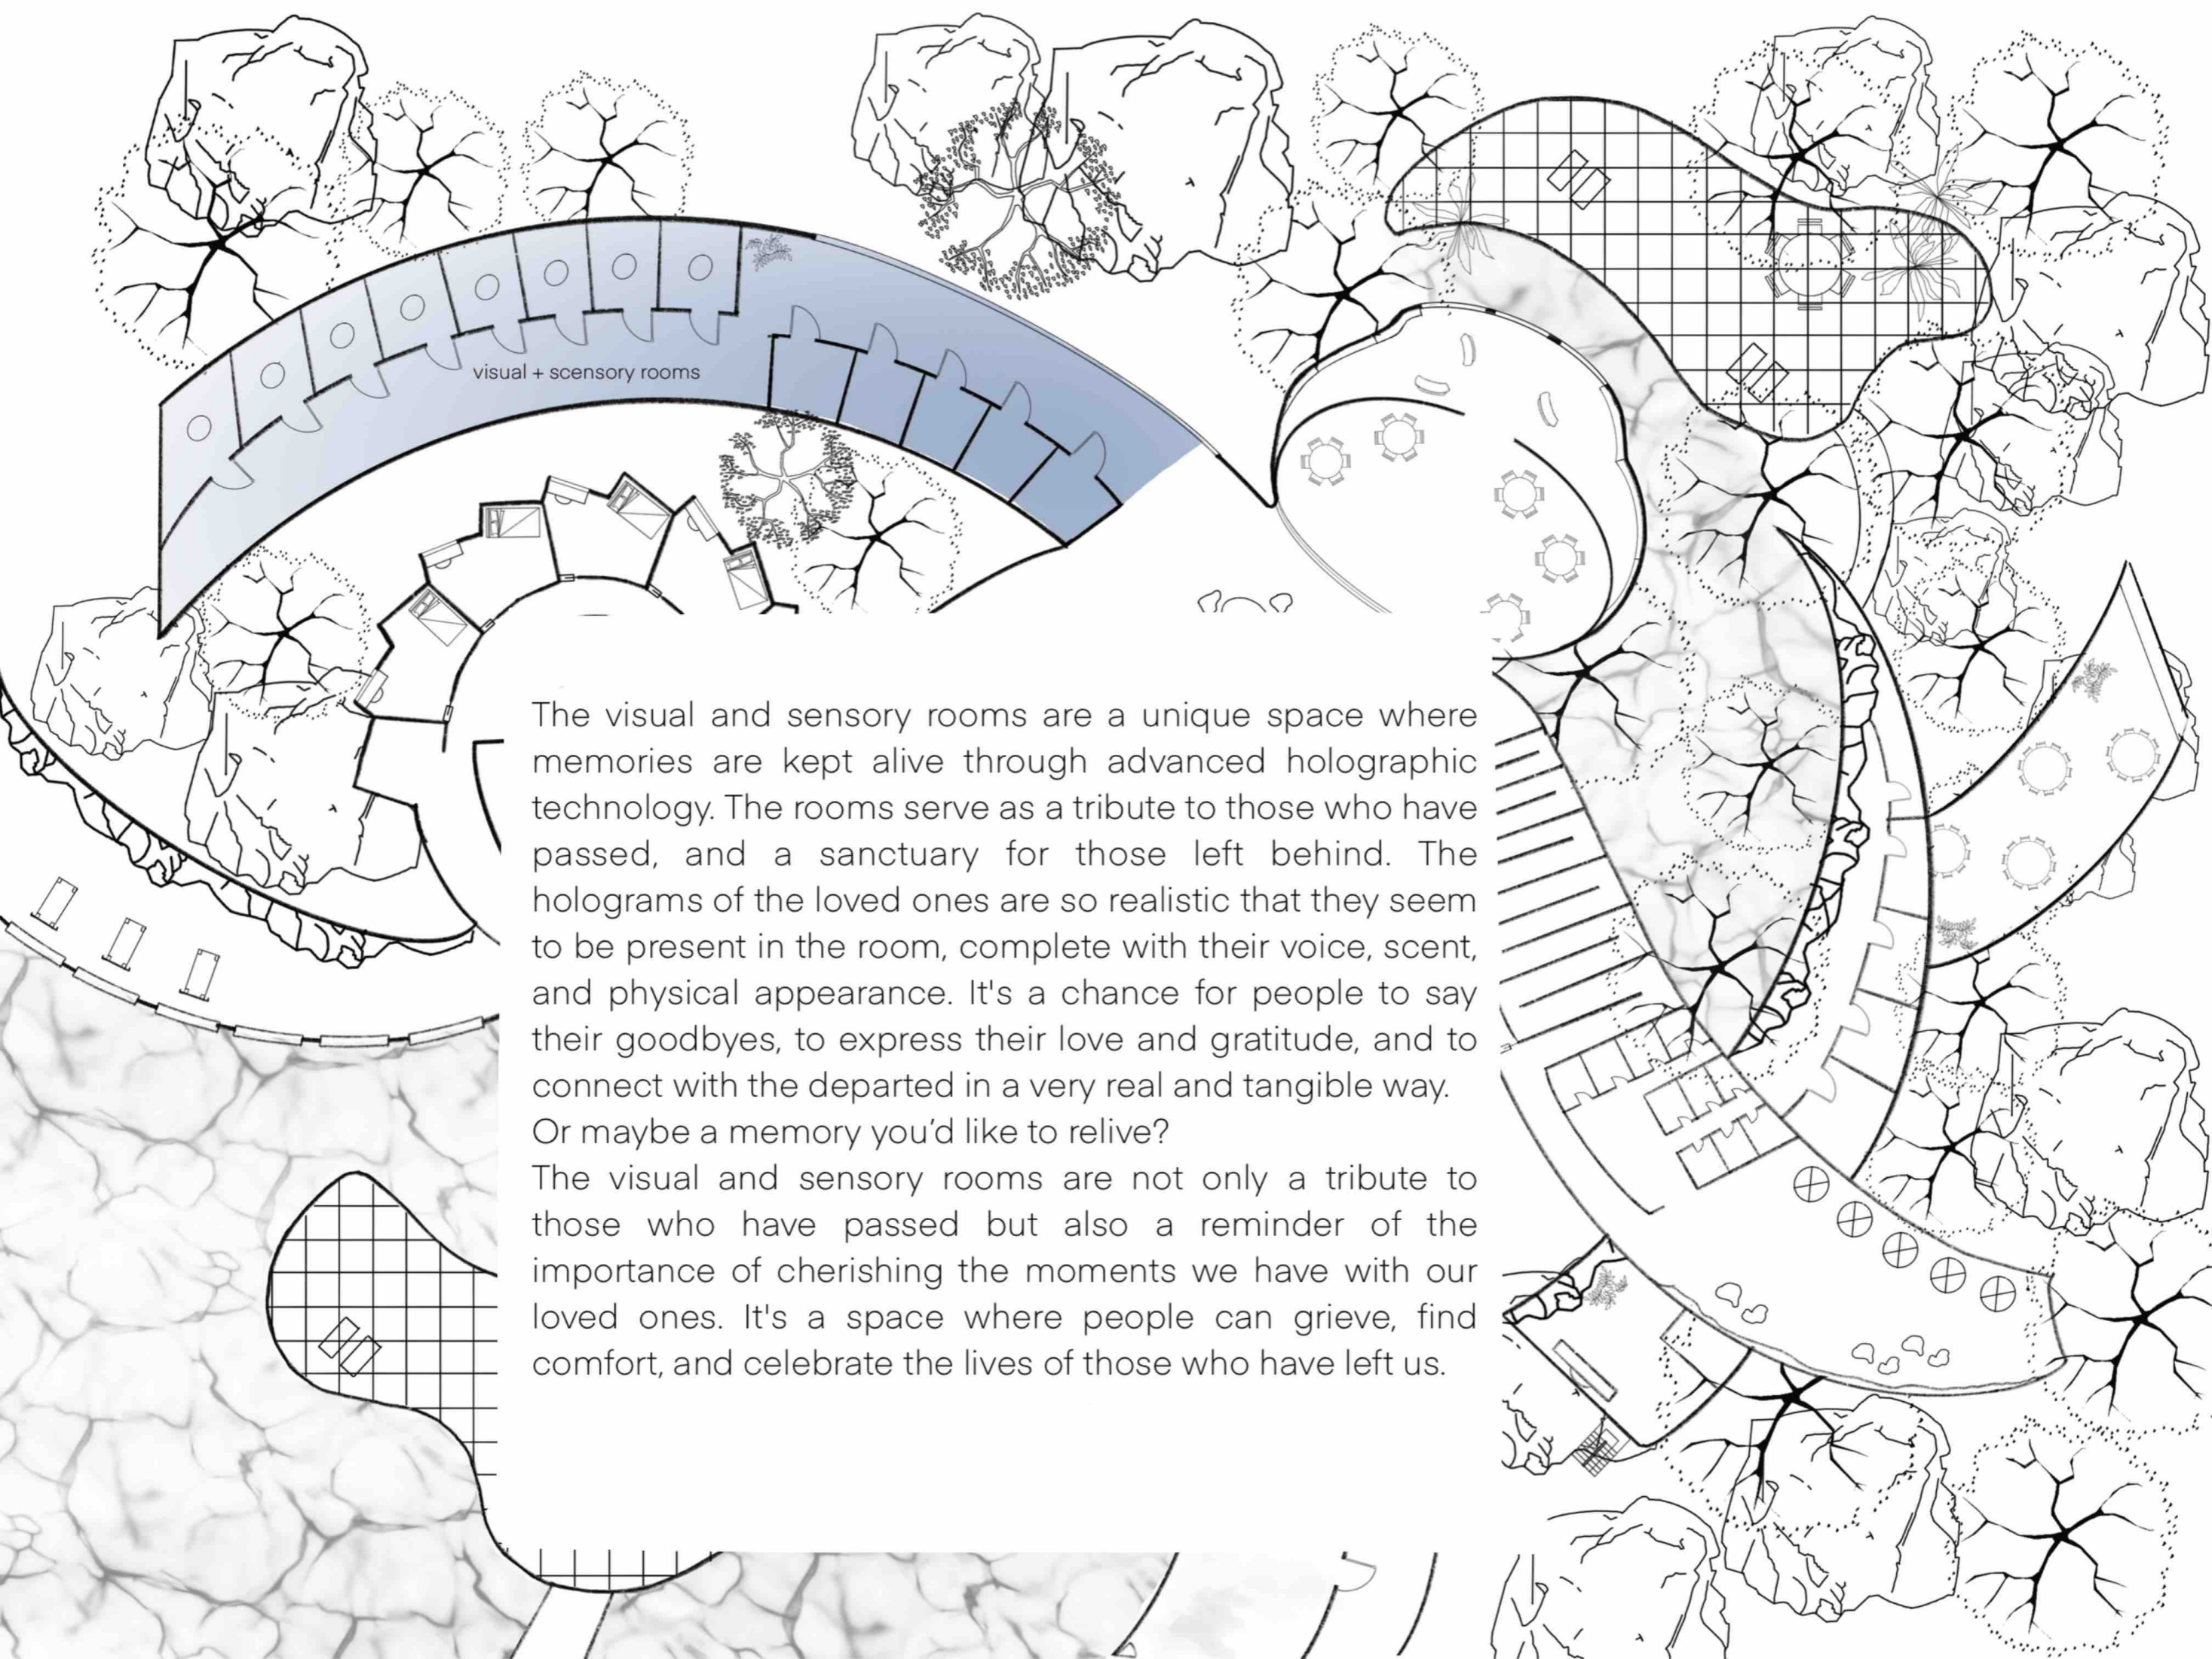 visual + scensory rooms
The visual and sensory rooms are a unique space where
memories are kept alive through advanced holographic
technology. The rooms serve as a tribute to those who have
passed, and a sanctuary for those left behind. The
holograms of the loved ones are so realistic that they seem
to be present in the room, complete with their voice, scent,
and physical appearance. It's a chance for people to say
their goodbyes, to express their love and gratitude, and to
connect with the departed in a very real and tangible way.
Or maybe a memory you’d like to relive?
The visual and sensory rooms are not only a tribute to
those who have passed but also a reminder of the
importance of cherishing the moments we have with our
loved ones. It's a space where people can grieve, find
comfort, and celebrate the lives of those who have left us.